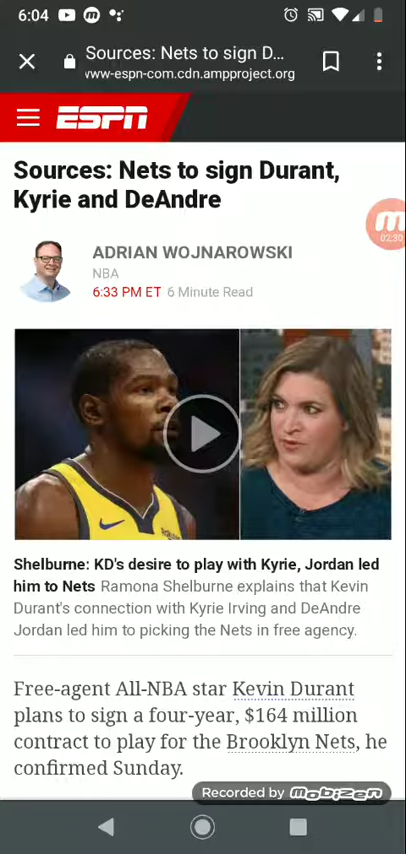 6:04
Sources: Nets to sign D...
www-espn-com.cdn.ampproject.org
ESPN
Sources: Nets to sign Durant,
Kyrie and DeAndre
m
02:30
ADRIAN WOJNAROWSKI
NBA
6:33 PM ET 6 Minute Read
Shelburne: KD's desire to play with Kyrie, Jordan led
him to Nets Ramona Shelburne explains that Kevin
Durant's connection with Kyrie Irving and DeAndre
Jordan led him to picking the Nets in free agency.
Free-agent All-NBA star Kevin Durant
plans to sign a four-year, $164 million
contract to play for the Brooklyn Nets, he
confirmed Sunday.
Recorded by mobizen